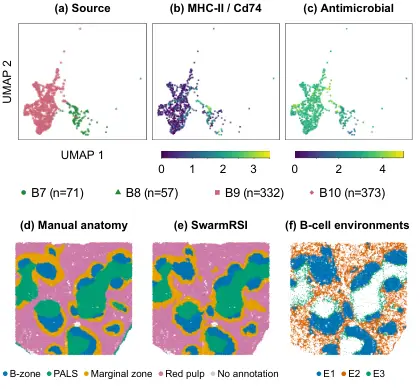 (a) Source
(b) MHC-II / Cd74
(c) Antimicrobial
UMAP 2
UMAP 1
0 1 2 3
0 2 4
B7 (n=71)
B8 (n=57)
B9 (n=332)
B10 (n=373)
(d) Manual anatomy
(e) SwarmRSI
(f) B-cell environments
B-zone PALS Marginal zone Red pulp No annotation
E1 E2 E3